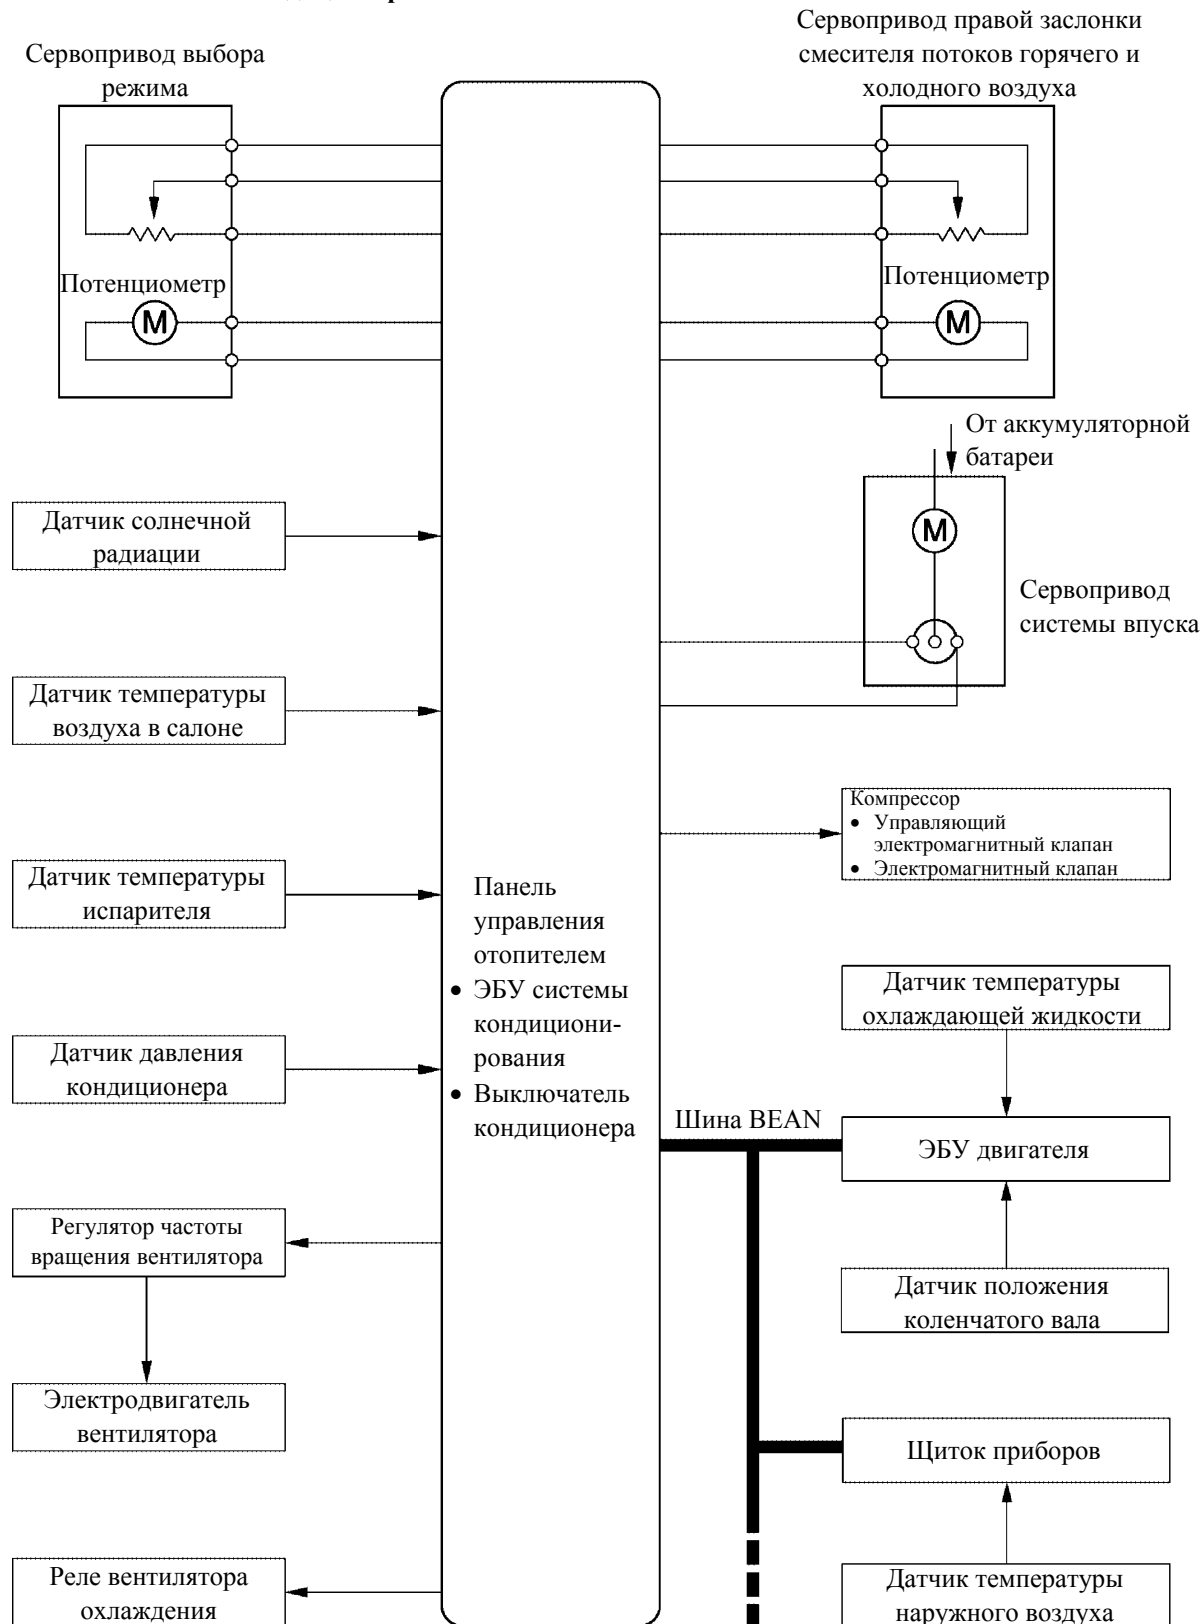 Сервопривод выбора
режима
Сервопривод правой заслонки
смесителя потоков горячего и
холодного воздуха
Потенциометр
M
Потенциометр
M
От аккумуляторной
батареи
M
Сервопривод
системы впуска
Датчик солнечной
радиации
Датчик температуры
воздуха в салоне
Датчик температуры
испарителя
Датчик давления
кондиционера
Регулятор частоты
вращения вентилятора
Электродвигатель
вентилятора
Реле вентилятора
охлаждения
Панель
управления
отопителем
• ЭБУ системы
кондициони-
рования
• Выключатель
кондиционера
Компрессор
• Управляющий
электромагнитный клапан
• Электромагнитный клапан
Датчик температуры
охлаждающей жидкости
Шина BEAN
ЭБУ двигателя
Датчик положения
коленчатого вала
Щиток приборов
Датчик температуры
наружного воздуха